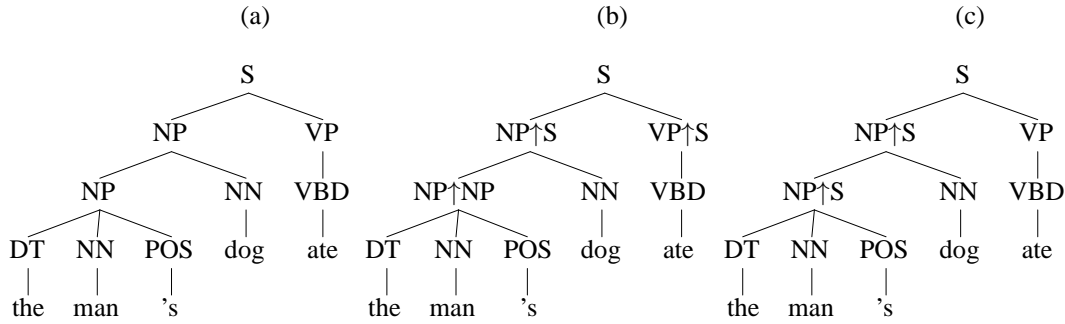 (a) (b) (c)
S S S
NP VP NP↑S VP↑S NP↑S VP
NP NN VBD NP↑NP NN VBD NP↑S NN VBD
DT NN POS dog ate DT NN POS dog ate DT NN POS dog ate
the man 's the man 's the man 's